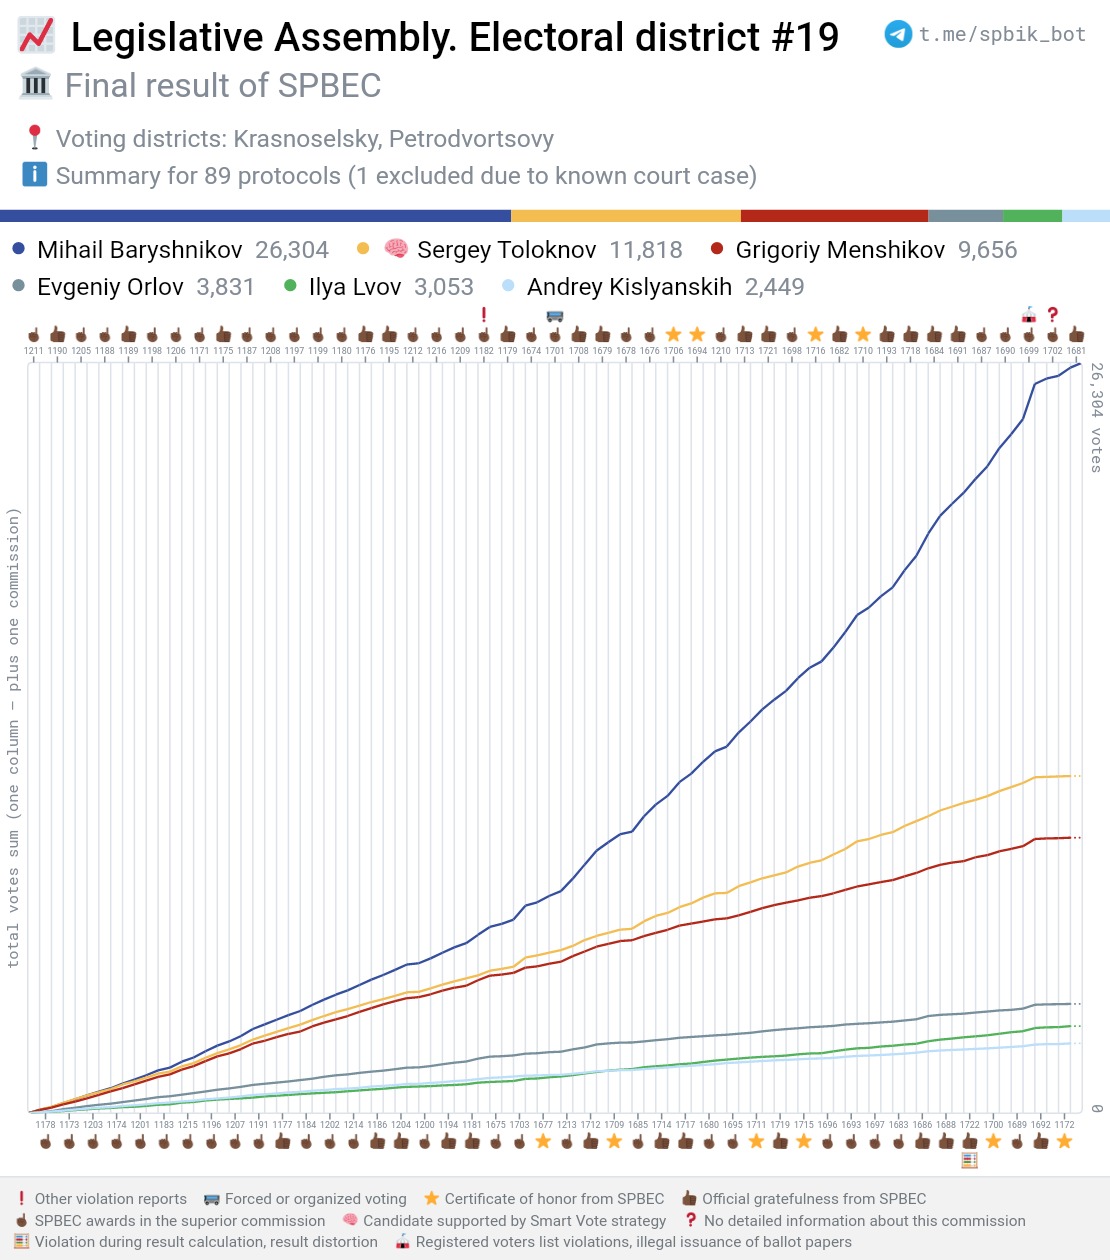 Legislative Assembly. Electoral district #19
t.me/spbik_bot
Final result of SPBEC
Voting districts: Krasnoselsky, Petrodvortsovy
Summary for 89 protocols (1 excluded due to known court case)
Mihail Baryshnikov 26,304 Sergey Toloknov 11,818 Grigoriy Menshikov 9,656
Evgeniy Orlov 3,831 Ilya Lvov 3,053 Andrey Kislyanskih 2,449
1211 1190 1205 1188 1189 1198 1206 1171 1175 1187 1208 1197 1199 1180 1176 1195 1212 1216 1209 1182 1179 1674 1701 1708 1679 1678 1676 1706 1694 1210 1713 1721 1698 1716 1682 1710 1193 1718 1684 1691 1687 1690 1699 1702 1681
26,304 votes
total votes sum (one column – plus one commission)
0
1178 1173 1203 1174 1201 1183 1215 1196 1207 1191 1177 1184 1202 1214 1186 1204 1200 1194 1181 1675 1703 1677 1213 1712 1709 1685 1714 1717 1680 1695 1711 1719 1715 1696 1693 1697 1683 1686 1688 1722 1700 1689 1692 1172
Other violation reports Forced or organized voting Certificate of honor from SPBEC Official gratefulness from SPBEC
SPBEC awards in the superior commission Candidate supported by Smart Vote strategy No detailed information about this commission
Violation during result calculation, result distortion Registered voters list violations, illegal issuance of ballot papers